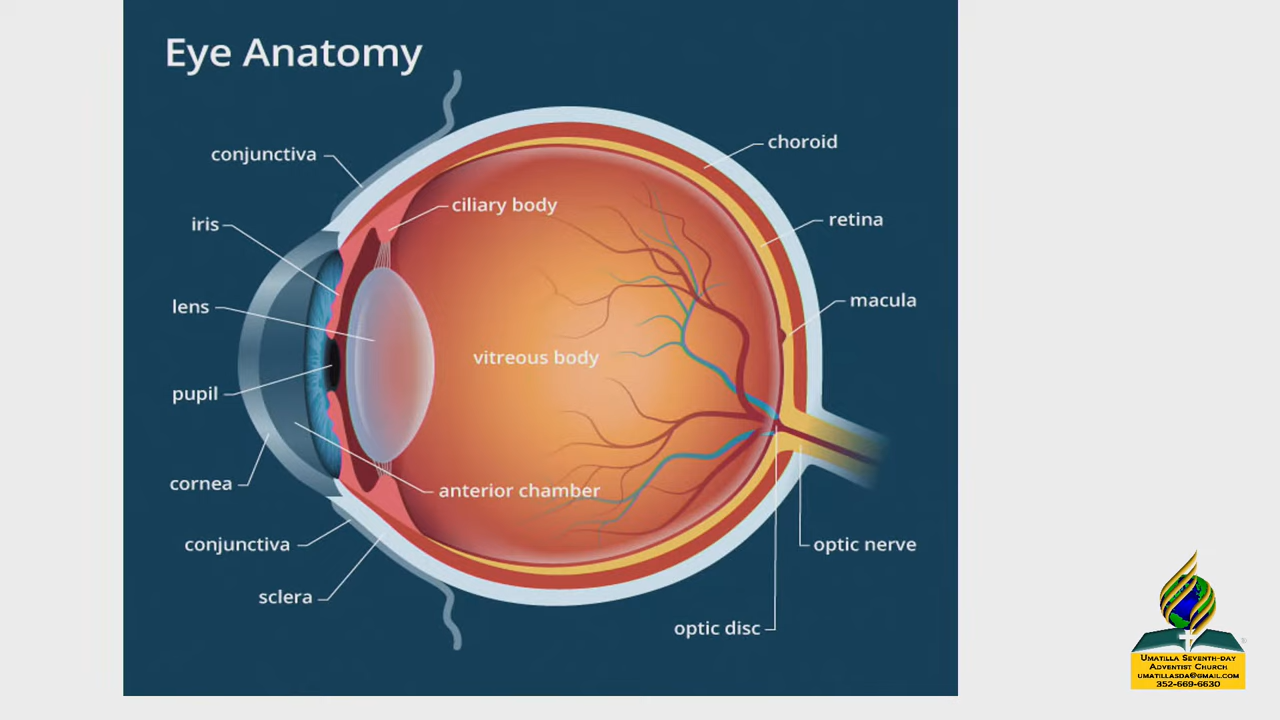 Eye Anatomy
conjunctiva
iris
lens
pupil
cornea
conjunctiva
sclera
ciliary body
vitreous body
anterior chamber
choroid
retina
macula
optic nerve
optic disc
Umatilla Seventh-day
Adventist Church
umatillasda@gmail.com
352-669-6630